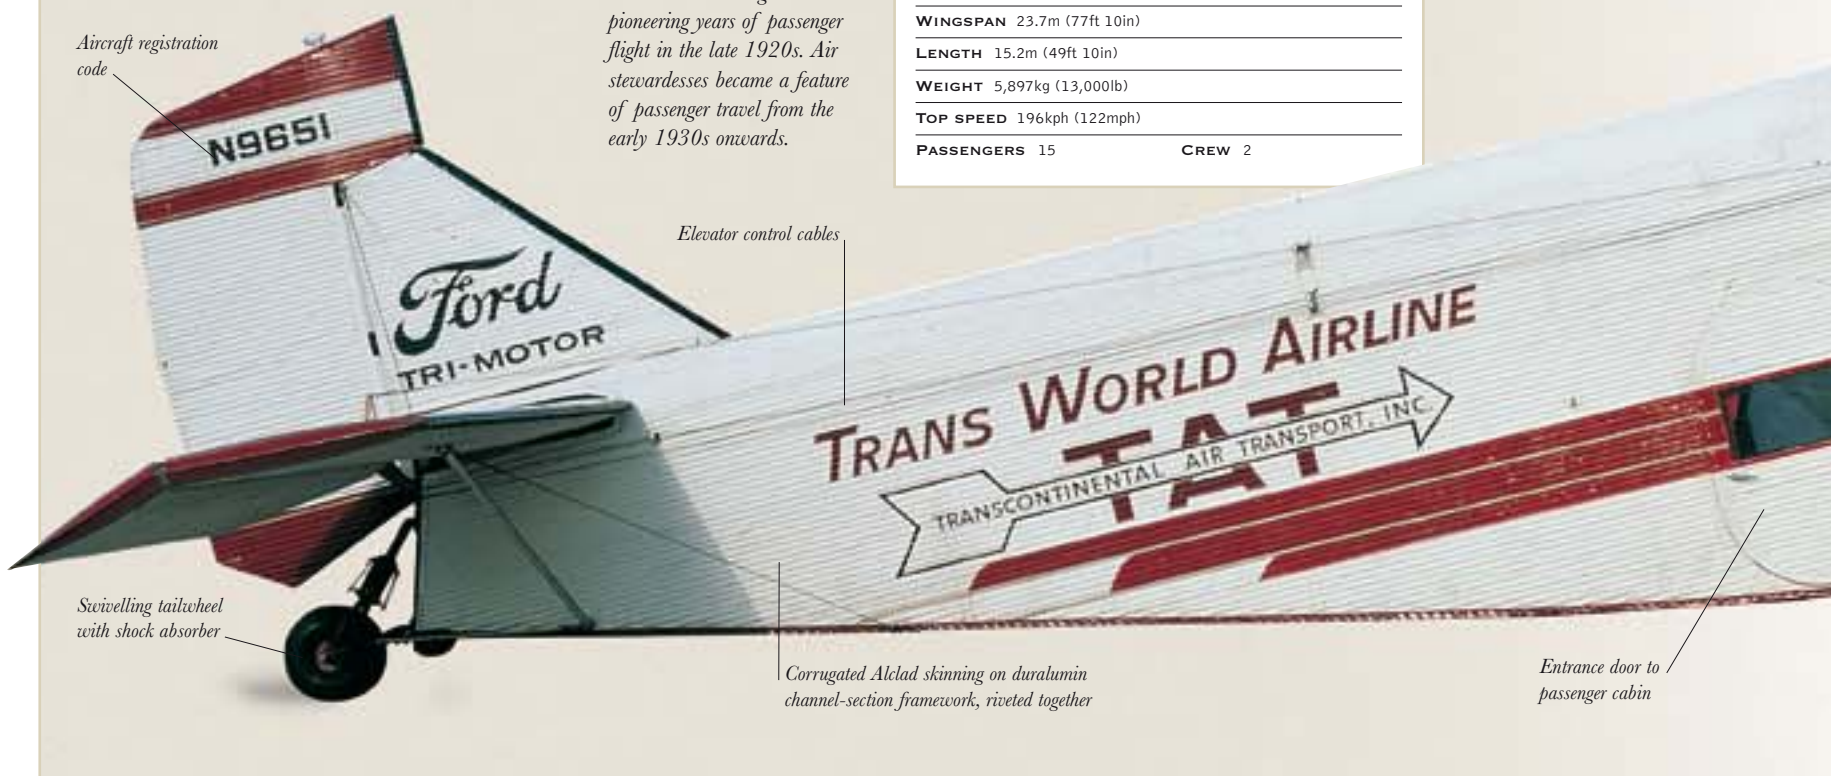 pioneering years of passenger
flight in the late 1920s. Air
stewardesses became a feature
of passenger travel from the
early 1930s onwards.
WINGSPAN 23.7m (77ft 10in)
LENGTH 15.2m (49ft 10in)
WEIGHT 5,897kg (13,000lb)
TOP SPEED 196kph (122mph)
PASSENGERS 15 CREW 2
Aircraft registration
code
N9651
Elevator control cables
Ford
TRI-MOTOR
TRANS WORLD AIRLINE
TAT
TRANSCONTINENTAL AIR TRANSPORT, INC.
Swivelling tailwheel
with shock absorber
Corrugated Alclad skinning on duralumin
channel-section framework, riveted together
Entrance door to
passenger cabin